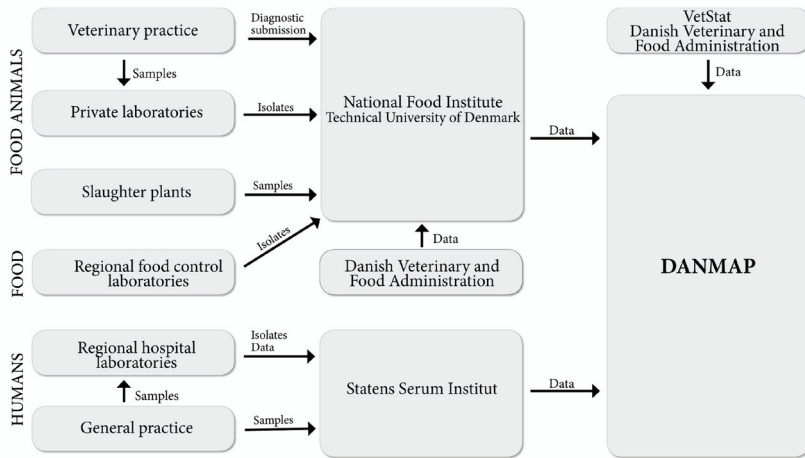 FOOD ANIMALS
Veterinary practice
Diagnostic
submission
Samples
Private laboratories
Isolates
Slaughter plants
Samples
National Food Institute
Technical University of Denmark
Data
FOOD
Regional food control
laboratories
Isolates
Data
Danish Veterinary and
Food Administration
VetStat
Danish Veterinary and
Food Administration
Data
DANMAP
HUMANS
Regional hospital
laboratories
Isolates
Data
Samples
General practice
Samples
Statens Serum Institut
Data